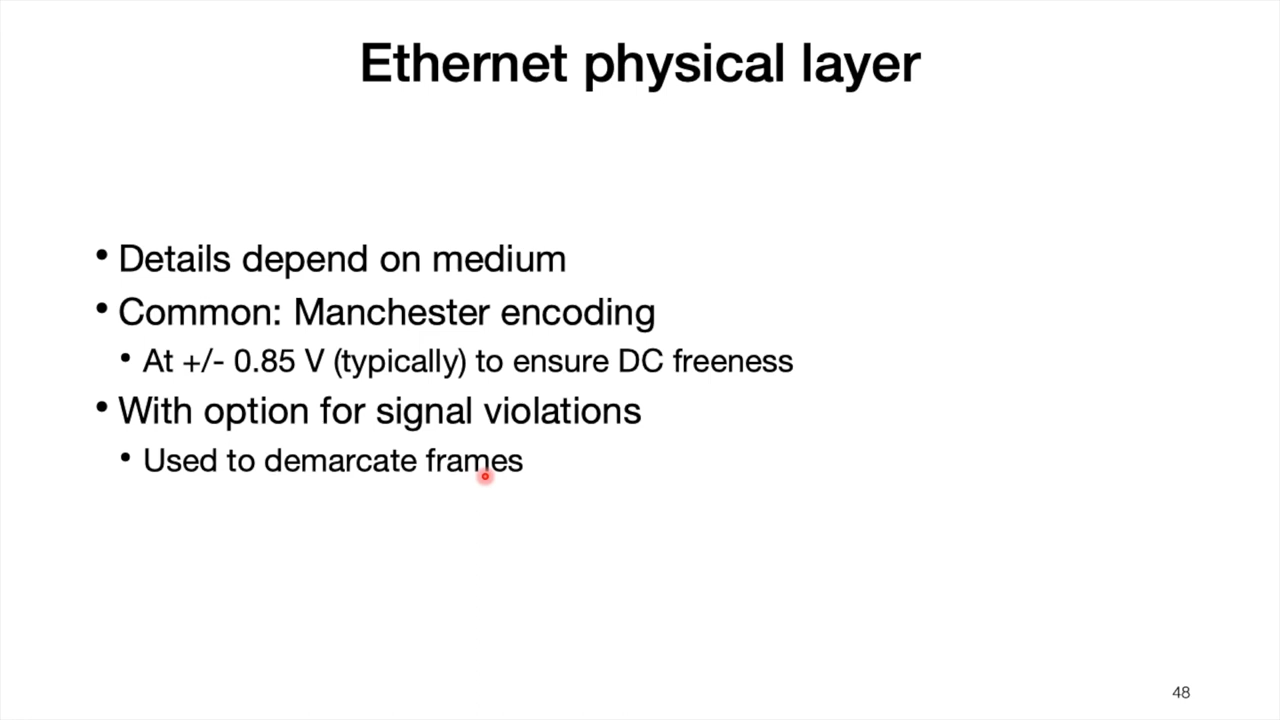 Ethernet physical layer
• Details depend on medium
• Common: Manchester encoding
• At +/- 0.85 V (typically) to ensure DC freeness
• With option for signal violations
• Used to demarcate frames
48